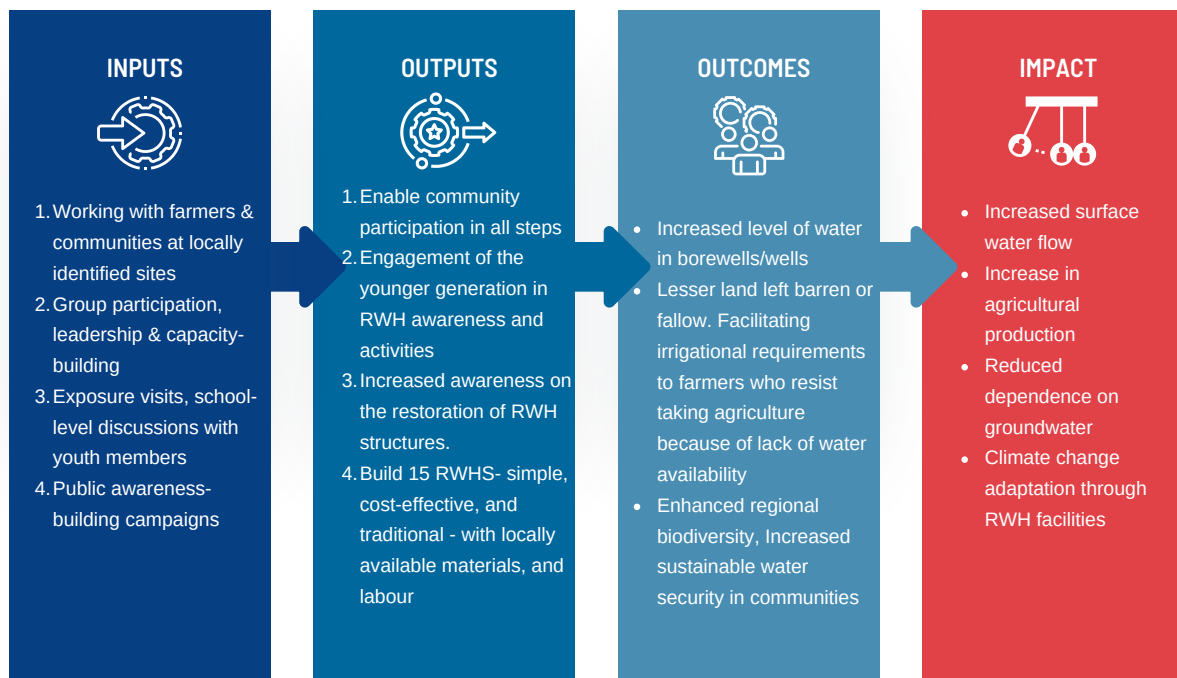 INPUTS
1. Working with farmers &
communities at locally
identified sites
2. Group participation,
leadership & capacity-
building
3. Exposure visits, school-
level discussions with
youth members
4. Public awareness-
building campaigns
OUTPUTS
1. Enable community
participation in all steps
2. Engagement of the
younger generation in
RWH awareness and
activities
3. Increased awareness on
the restoration of RWH
structures.
4. Build 15 RWHS- simple,
cost-effective, and
traditional - with locally
available materials, and
labour
OUTCOMES
• Increased level of water
in borewells/wells
• Lesser land left barren or
fallow. Facilitating
irrigational requirements
to farmers who resist
taking agriculture
because of lack of water
availability
• Enhanced regional
biodiversity, Increased
sustainable water
security in communities
IMPACT
• Increased surface
water flow
• Increase in
agricultural
production
• Reduced
dependence on
groundwater
• Climate change
adaptation through
RWH facilities